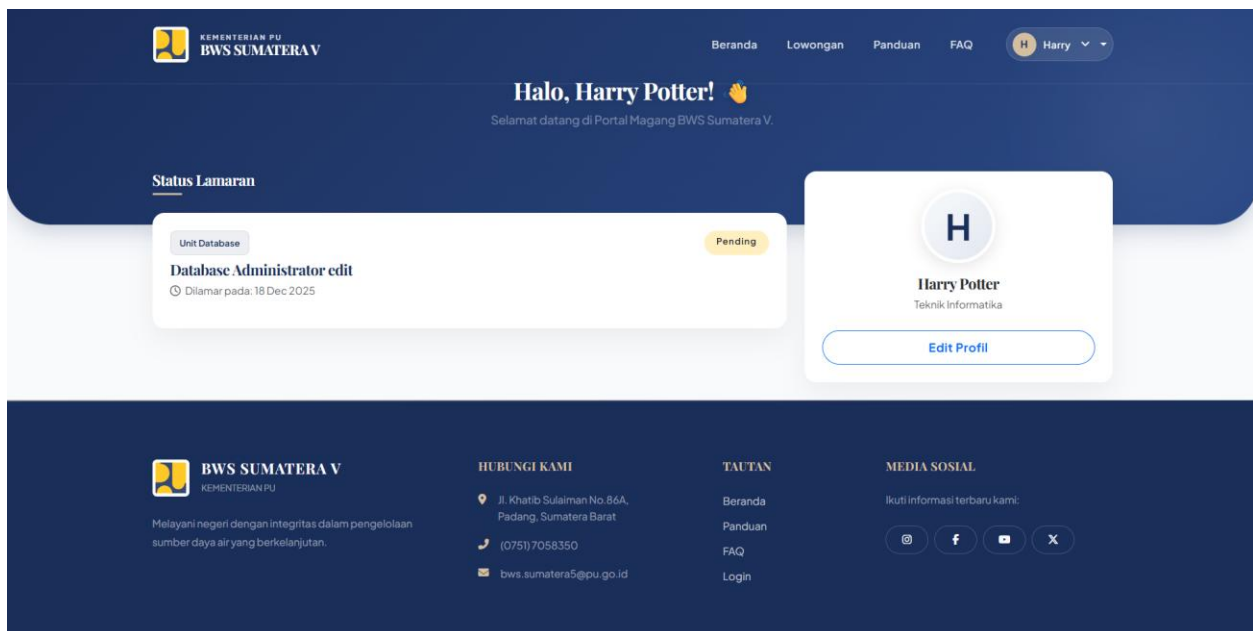 KEMENTERIAN PU
BWS SUMATERA V
Beranda
Lowongan
Panduan
FAQ
H
Harry
Halo, Harry Potter! 👋
Selamat datang di Portal Magang BWS Sumatera V.
Status Lamaran
Unit Database
Pending
Database Administrator edit
Dilamar pada: 18 Dec 2025
H
Harry Potter
Teknik Informatika
Edit Profil
BWS SUMATERA V
KEMENTERIAN PU
Melayani negeri dengan integritas dalam pengelolaan
sumber daya air yang berkelanjutan.
HUBUNGI KAMI
Jl. Khatib Sulaiman No.86A,
Padang, Sumatera Barat
(0751) 7058350
bws.sumatera5@pu.go.id
TAUTAN
Beranda
Panduan
FAQ
Login
MEDIA SOSIAL
Ikuti informasi terbaru kami: